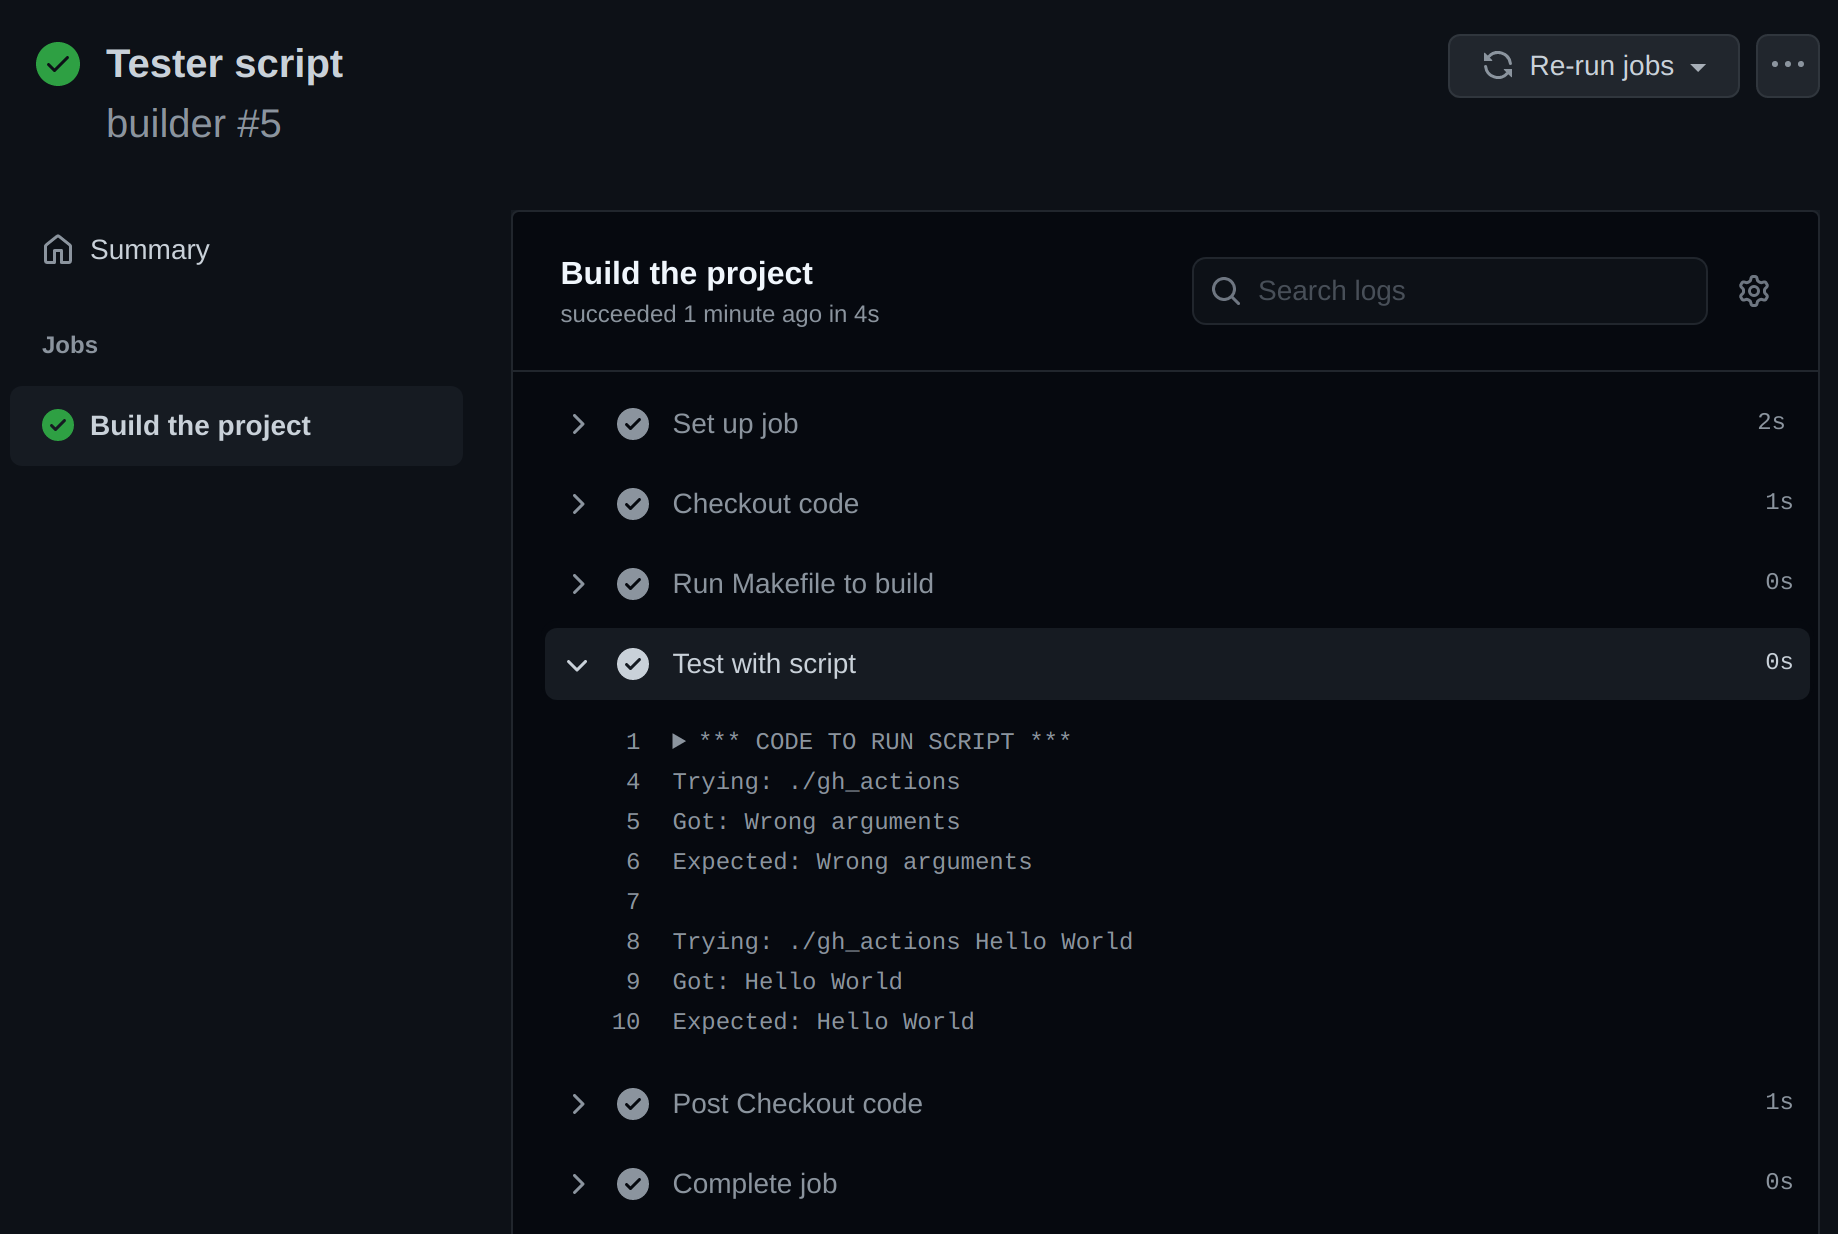 Tester script
builder #5
Re-run jobs
Summary
Jobs
Build the project
Build the project
succeeded 1 minute ago in 4s
Search logs
Set up job 2s
Checkout code 1s
Run Makefile to build 0s
Test with script 0s
1 *** CODE TO RUN SCRIPT ***
4 Trying: ./gh_actions
5 Got: Wrong arguments
6 Expected: Wrong arguments
7
8 Trying: ./gh_actions Hello World
9 Got: Hello World
10 Expected: Hello World
Post Checkout code 1s
Complete job 0s